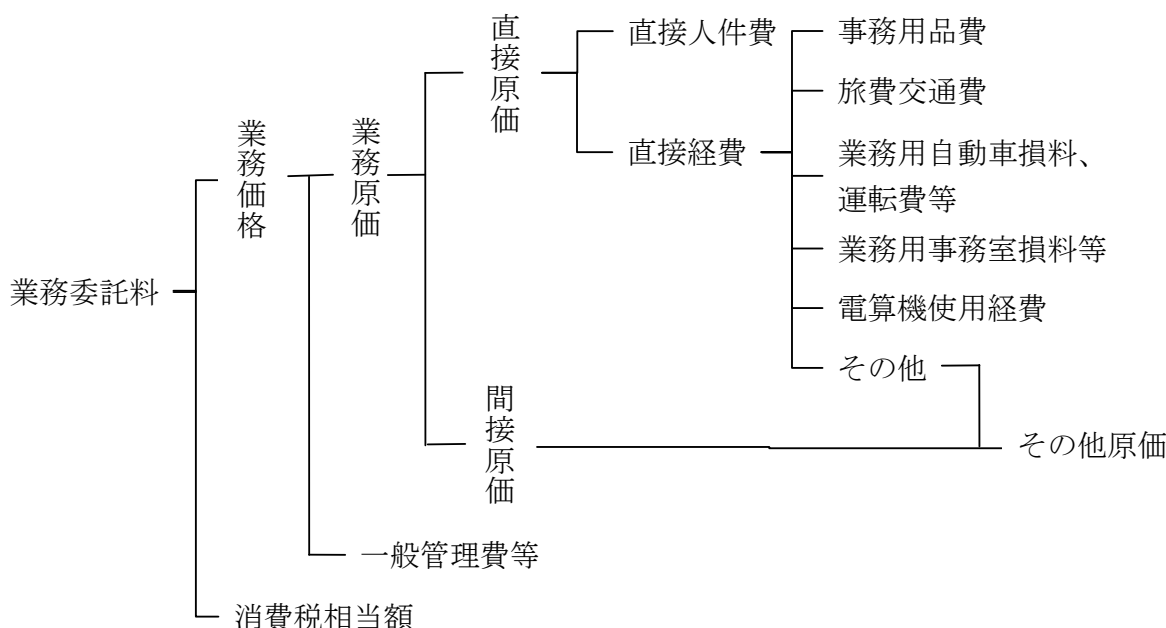 業務委託料
業務価格
消費税相当額
業務原価
一般管理費等
直接原価
間接原価
直接人件費
直接経費
事務用品費
旅費交通費
業務用自動車損料、
運転費等
業務用事務室損料等
電算機使用経費
その他
その他原価